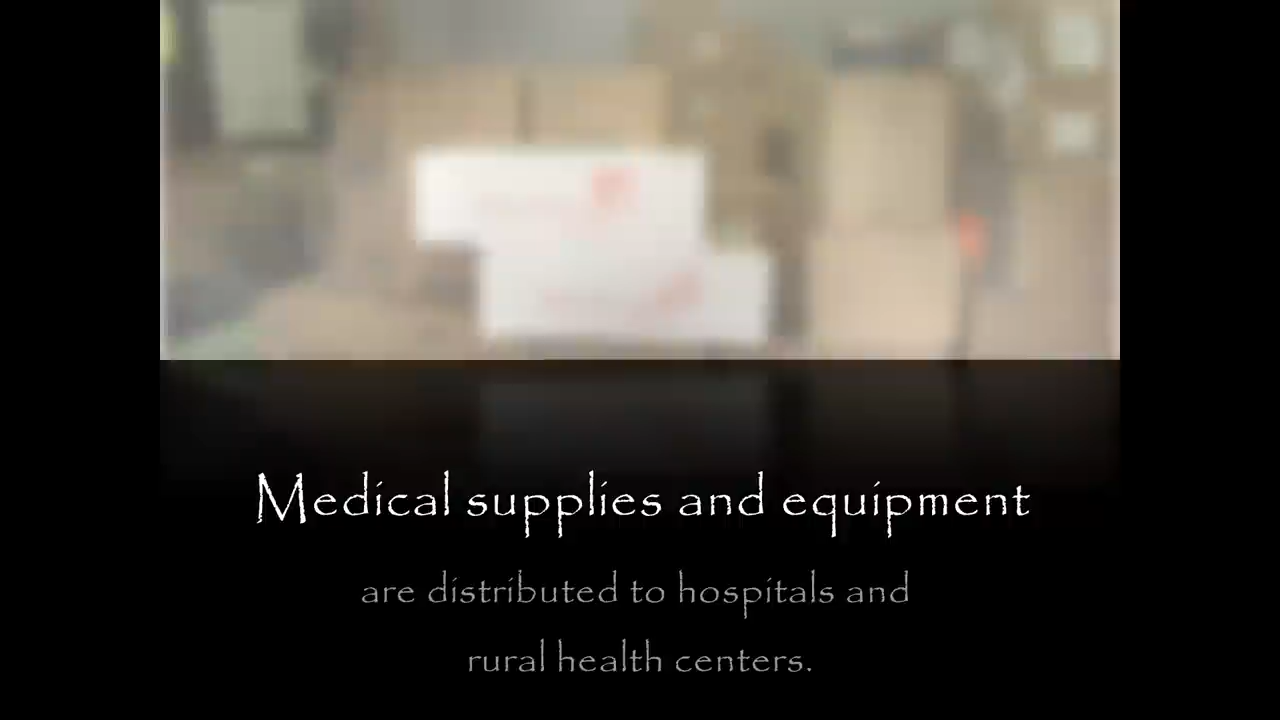 Medical supplies and equipment
are distributed to hospitals and
rural health centers.